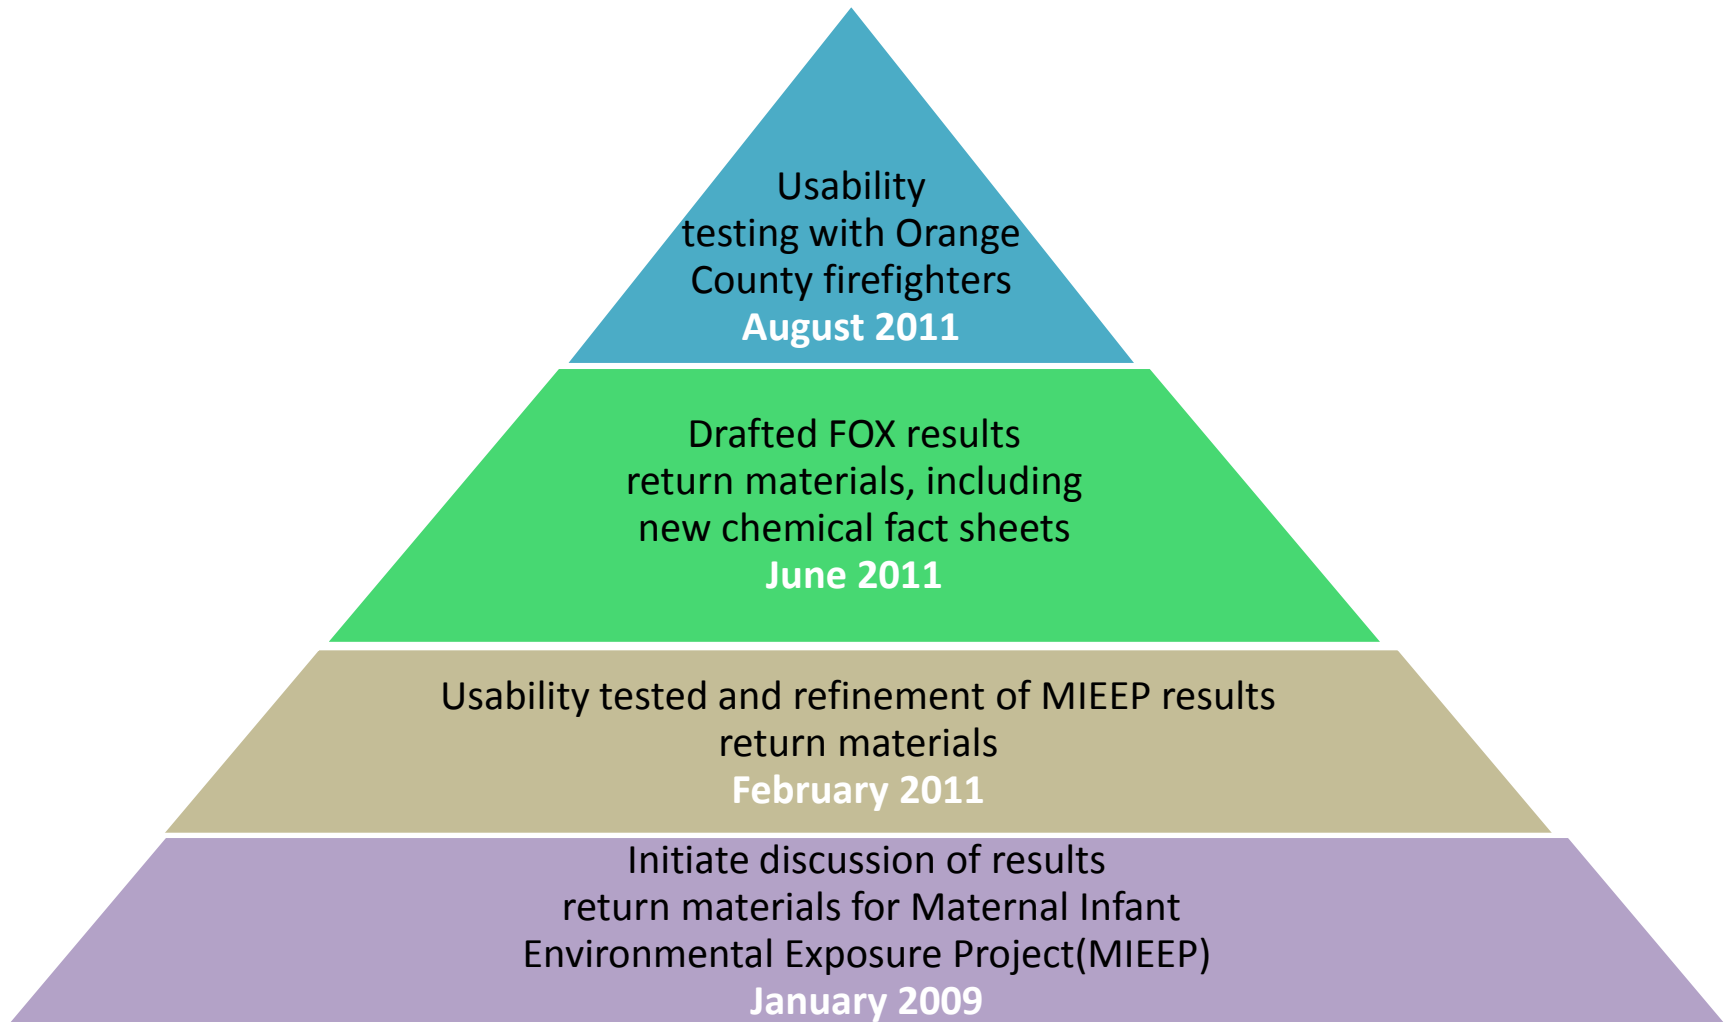 Usability
testing with Orange
County firefighters
August 2011
Drafted FOX results
return materials, including
new chemical fact sheets
June 2011
Usability tested and refinement of MIEEP results
return materials
February 2011
Initiate discussion of results
return materials for Maternal Infant
Environmental Exposure Project(MIEEP)
January 2009